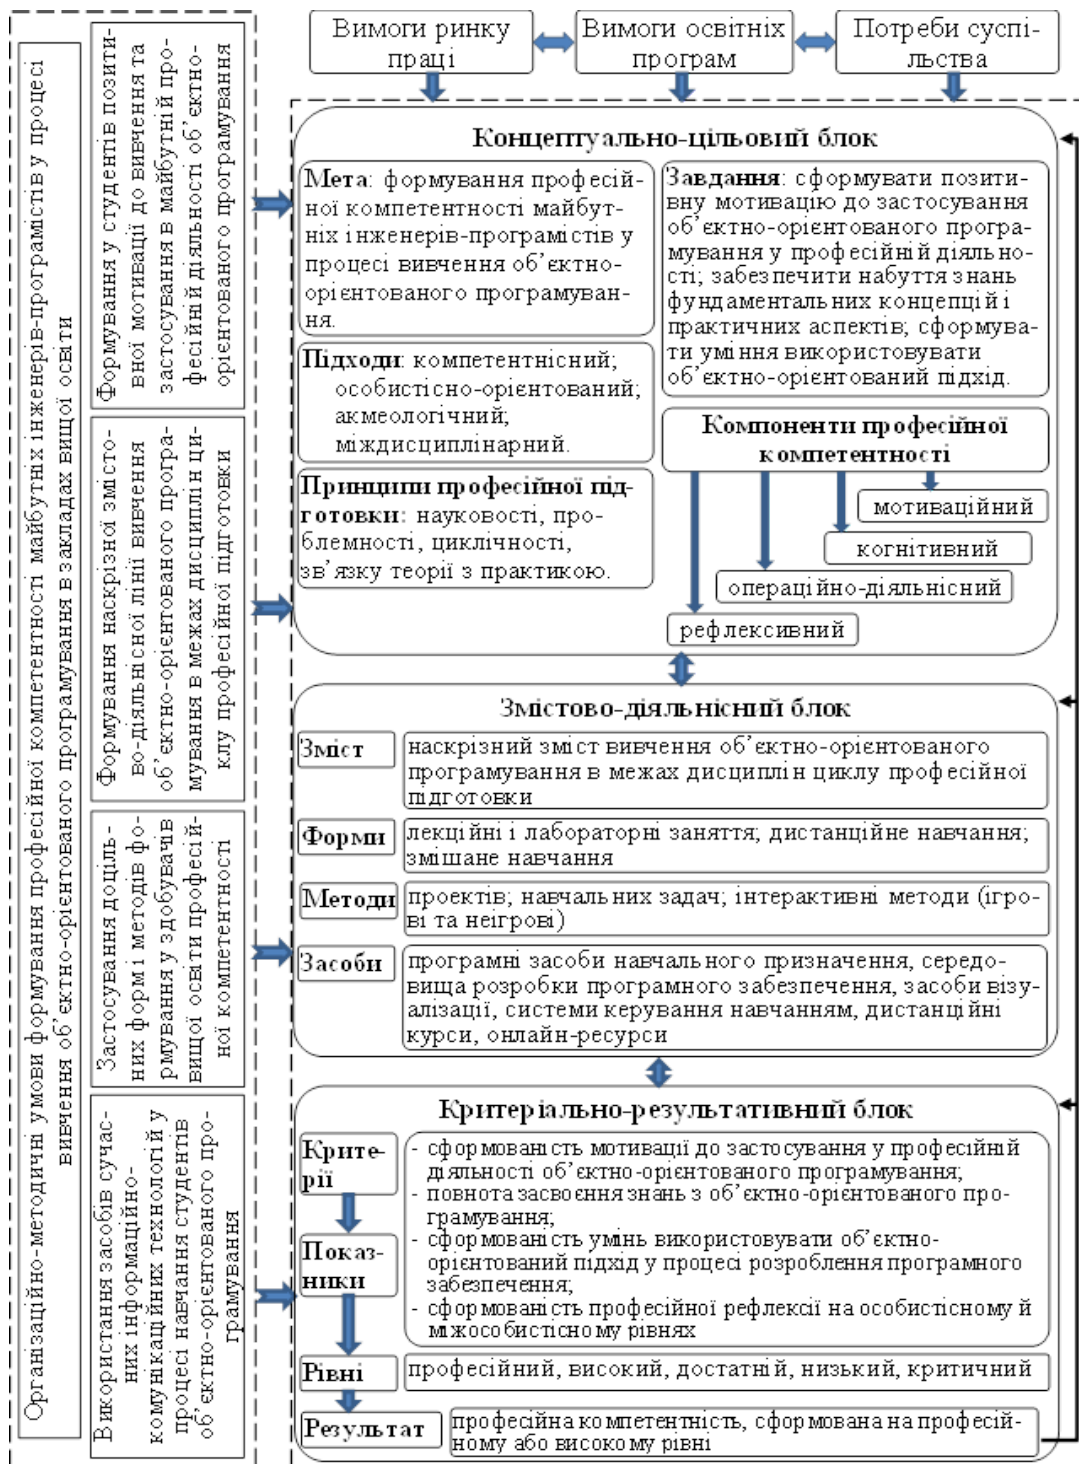 Вимоги ринку
праці
Вимоги освітніх
програм
Потреби суспі-
льства
Організаційно-методичні умови формування професійної компетентності майбутніх інженерів-програмістів у процесі
вивчення об’єктно-орієнтованого програмування в закладах вищої освіти
Формування у студентів позити-
вної мотивації до вивчення та
застосування в майбутній про-
фесійній діяльності об’єктно-
орієнтованого програмування
Формування наскрізної змісто-
во-діяльнісної лінії вивчення
об’єктно-орієнтованого програ-
мування в межах дисциплін ци-
клу професійної підготовки
Застосування доціль-
них форм і методів фо-
рмування у здобувачів
вищої освіти професій-
ної компетентності
Використання засобів сучас-
них інформаційно-
комунікаційних технологій у
процесі навчання студентів
об’єктно-орієнтованого про-
грамування
Концептуально-цільовий блок
Мета: формування професій-
ної компетентності майбут-
ніх інженерів-програмістів у
процесі вивчення об’єктно-
орієнтованого програмуван-
ня.
Підходи: компетентнісний;
особистісно-орієнтований;
акмеологічний;
міждисциплінарний.
Принципи професійної під-
готовки: науковості, про-
блемності, циклічності,
зв’язку теорії з практикою.
Завдання: сформувати позити-
вну мотивацію до застосування
об’єктно-орієнтованого програ-
мування у професійній діяльно-
сті; забезпечити набуття знань
фундаментальних концепцій і
практичних аспектів; сформува-
ти уміння використовувати
об’єктно-орієнтований підхід.
Компоненти професійної
компетентності
мотиваційний
когнітивний
операційно-діяльнісний
рефлексивний
Змістово-діяльнісний блок
Зміст
наскрізний зміст вивчення об’єктно-орієнтованого
програмування в межах дисциплін циклу професійної
підготовки
Форми
лекційні і лабораторні заняття; дистанційне навчання;
змішане навчання
Методи
проектів; навчальних задач; інтерактивні методи (ігро-
ві та неігрові)
Засоби
програмні засоби навчального призначення, середо-
вища розробки програмного забезпечення, засоби візу-
алізації, системи керування навчанням, дистанційні
курси, онлайн-ресурси
Критеріально-результативний блок
Крите-
рії
Показ-
ники
- сформованість мотивації до застосування у професійній
діяльності об’єктно-орієнтованого програмування;
- повнота засвоєння знань з об’єктно-орієнтованого про-
грамування;
- сформованість умінь використовувати об’єктно-
орієнтований підхід у процесі розроблення програмного
забезпечення;
- сформованість професійної рефлексії на особистісному й
міжособистісному рівнях
Рівні
професійний, високий, достатній, низький, критичний
Результат
професійна компетентність, сформована на професій-
ному або високому рівні